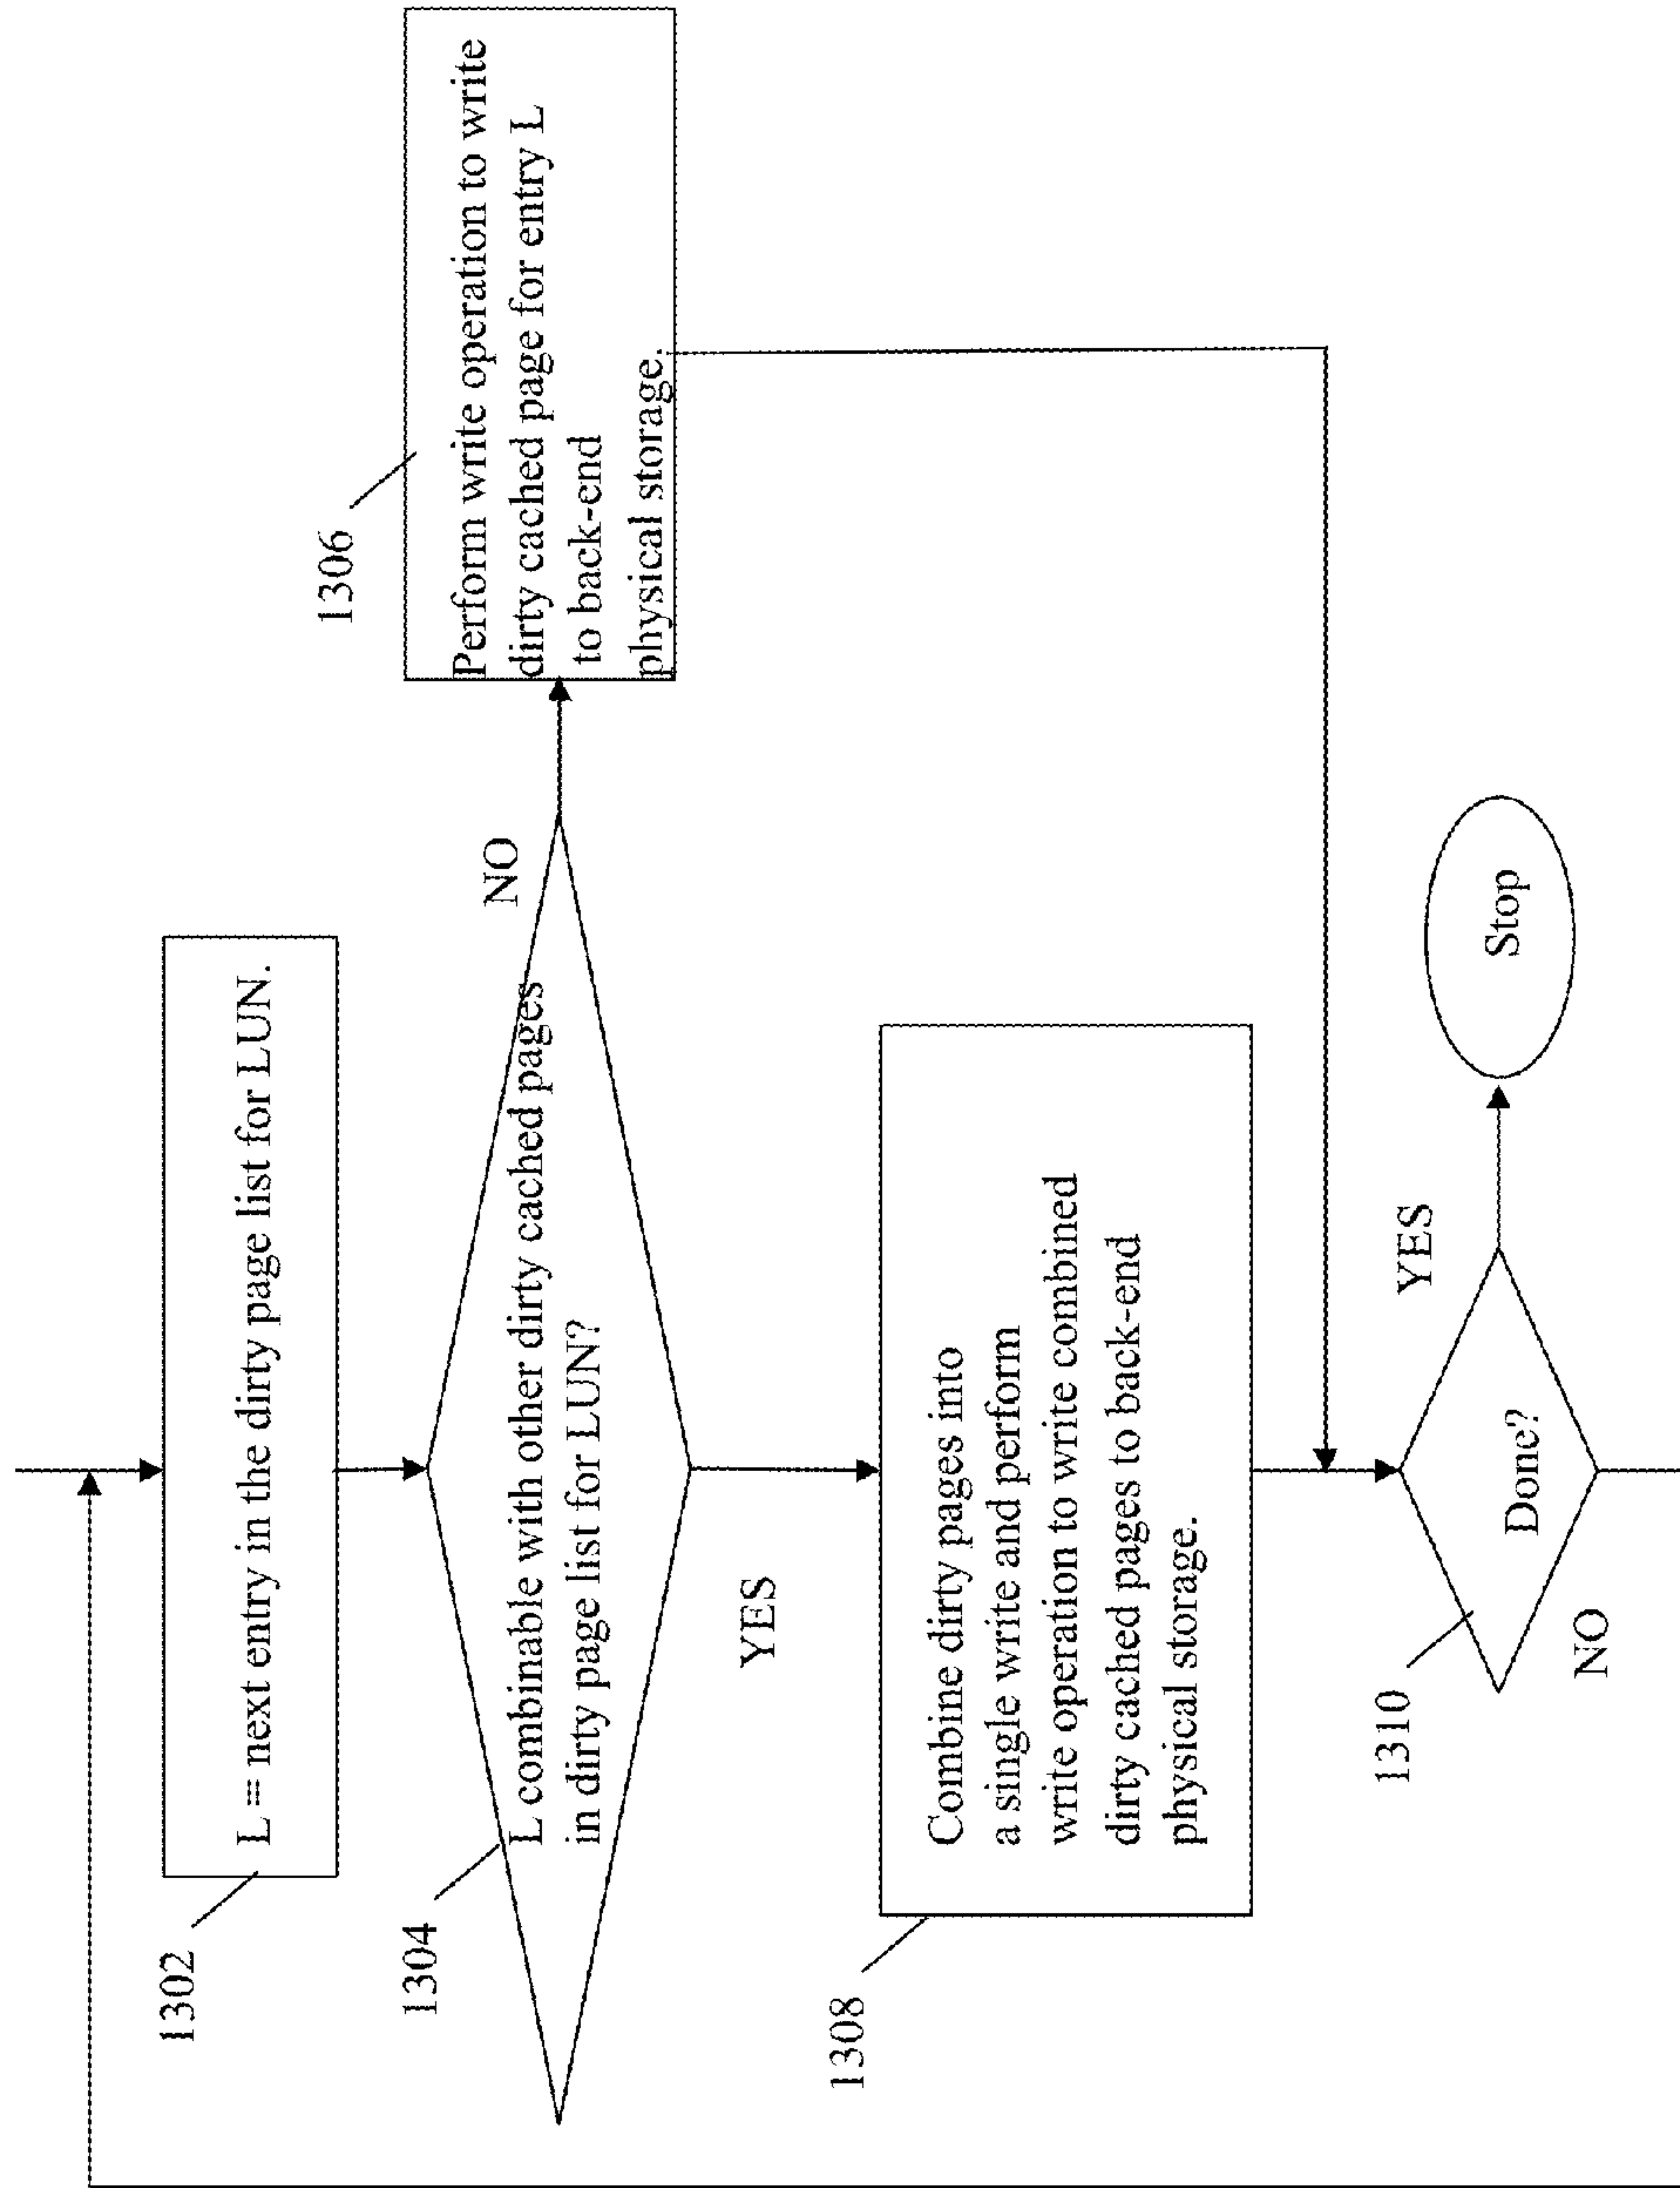 1302
L = next entry in the dirty page list for LUN.
1304
L combinable with other dirty cached pages
in dirty page list for LUN?
NO
1306
Perform write operation to write
dirty cached page for entry L
to back-end
physical storage.
YES
1308
Combine dirty pages into
a single write and perform
write operation to write combined
dirty cached pages to back-end
physical storage.
1310
Done?
YES
Stop
NO